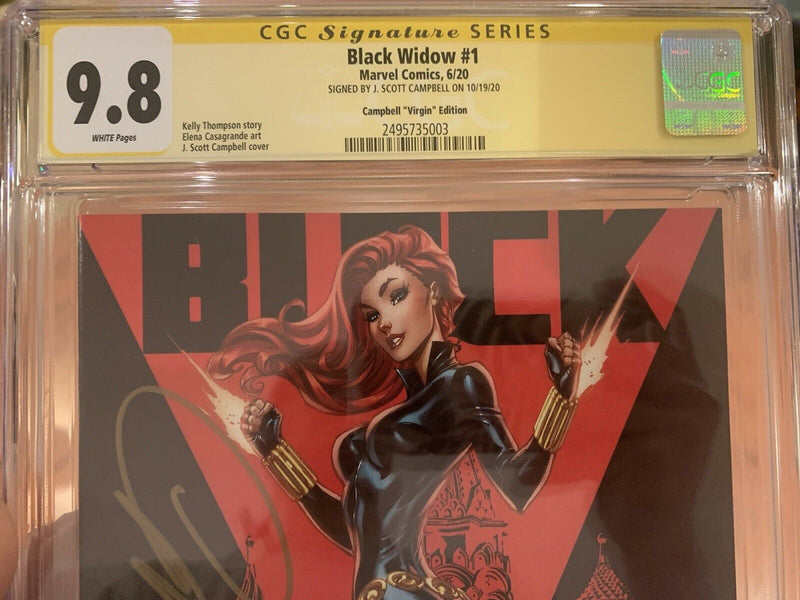 CGC Signature SERIES
9.8
WHITE Pages
Black Widow #1
Marvel Comics, 6/20
SIGNED BY J. SCOTT CAMPBELL ON 10/19/20
Campbell "Virgin" Edition
2495735003
Kelly Thompson story
Elena Casagrande art
J. Scott Campbell cover
CGC
BLACK